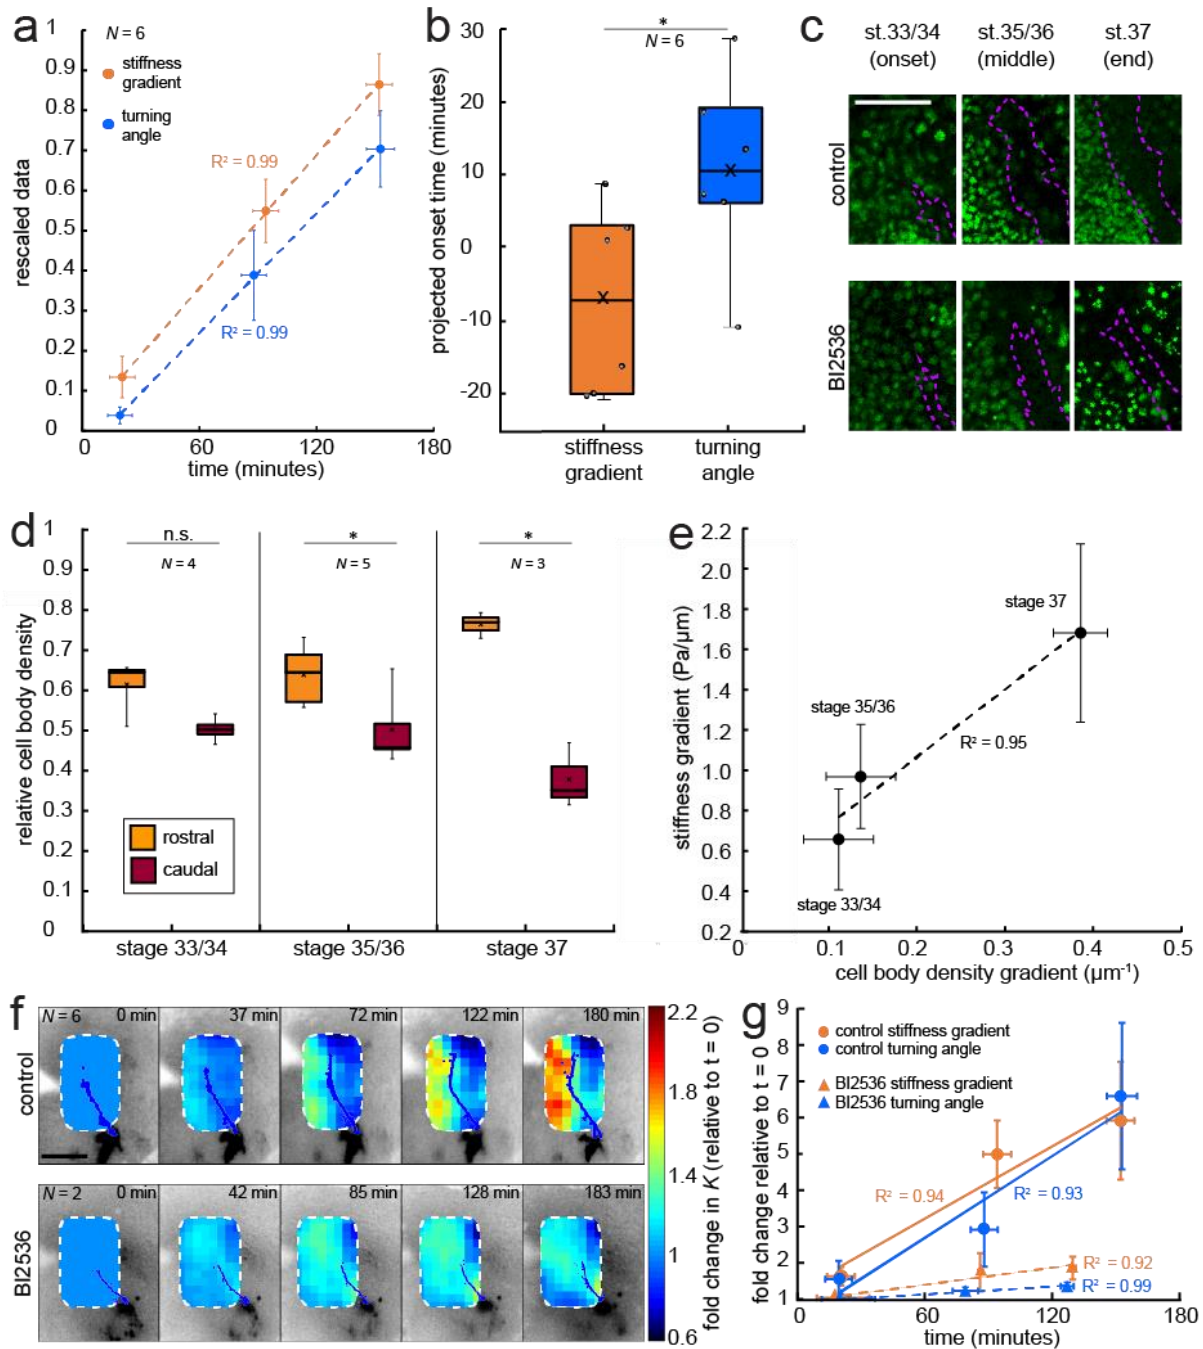 a
N = 6
stiffness
gradient
turning
angle
R² = 0.99
R² = 0.99
rescaled data
1
0.9
0.8
0.7
0.6
0.5
0.4
0.3
0.2
0.1
0
0 60 120 180
time (minutes)
b
*
N = 6
projected onset time (minutes)
30
20
10
0
-10
-20
stiffness
gradient
turning
angle
c
st.33/34
(onset)
st.35/36
(middle)
st.37
(end)
control
BI2536
d
relative cell body density
1
0.9
0.8
0.7
0.6
0.5
0.4
0.3
0.2
0.1
0
n.s.
N = 4
*
N = 5
*
N = 3
rostral
caudal
stage 33/34 stage 35/36 stage 37
e
stiffness gradient (Pa/µm)
2.2
2.0
1.8
1.6
1.4
1.2
1.0
0.8
0.6
0.4
0.2
stage 37
stage 35/36
R² = 0.95
stage 33/34
0 0.1 0.2 0.3 0.4 0.5
cell body density gradient (µm⁻¹)
f
control
N = 6 0 min 37 min 72 min 122 min 180 min
BI2536
N = 2 0 min 42 min 85 min 128 min 183 min
2.2
1.8
1.4
1
0.6
fold change in K (relative to t = 0)
g
fold change relative to t = 0
9
8
7
6
5
4
3
2
1
control stiffness gradient
control turning angle
BI2536 stiffness gradient
BI2536 turning angle
R² = 0.94
R² = 0.93
R² = 0.92
R² = 0.99
0 60 120 180
time (minutes)